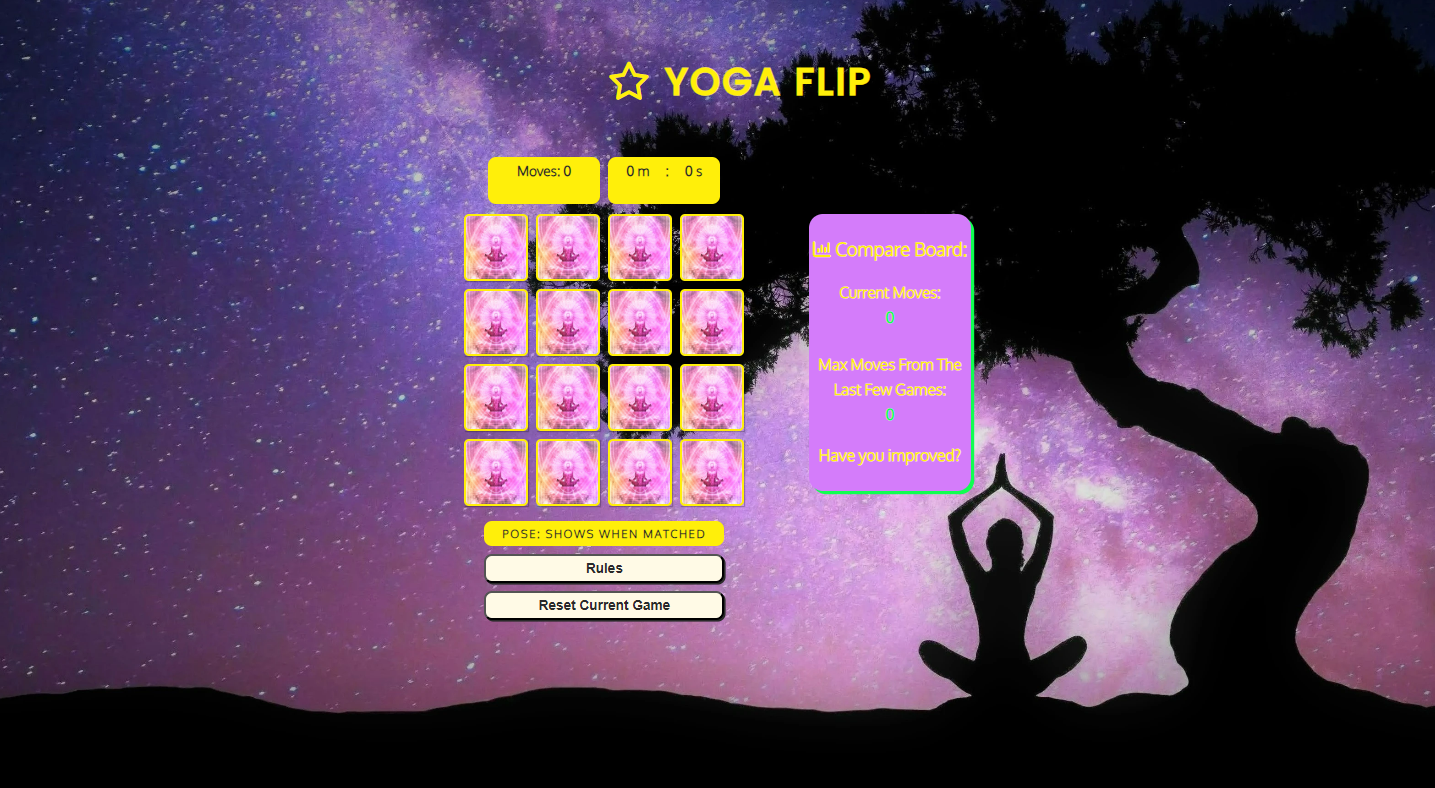 YOGA FLIP
Moves: 0
0 m : 0 s
Compare Board:
Current Moves:
0
Max Moves From The
Last Few Games:
0
Have you improved?
POSE: SHOWS WHEN MATCHED
Rules
Reset Current Game